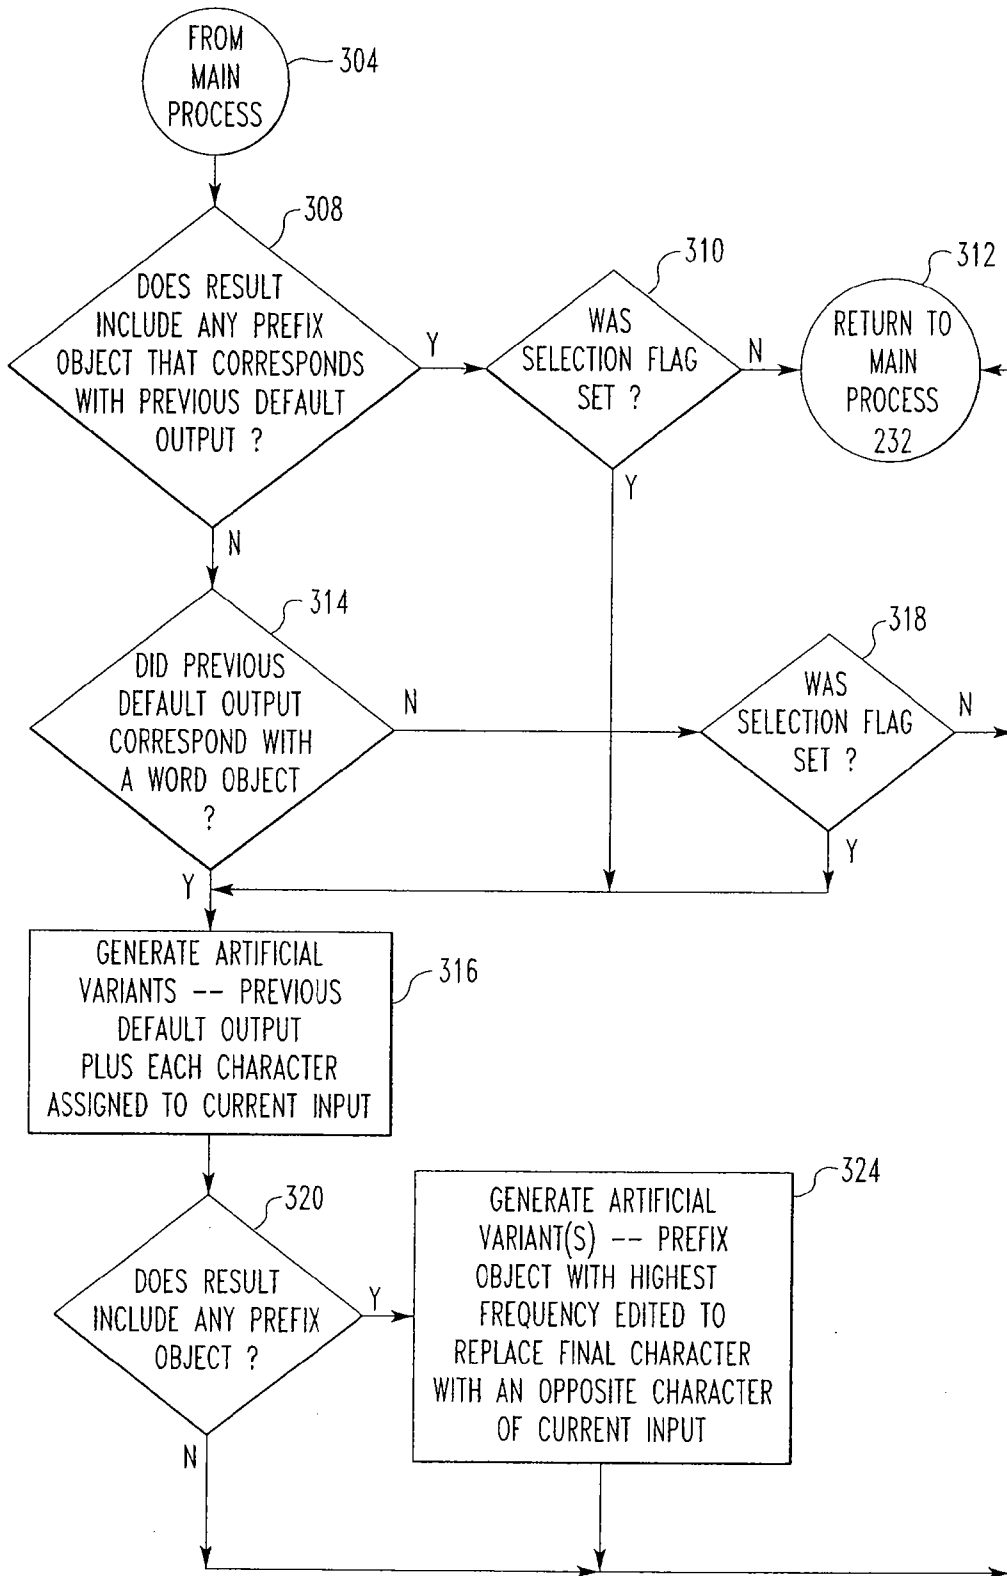 FROM
MAIN
PROCESS
304
308
DOES RESULT
INCLUDE ANY PREFIX
OBJECT THAT CORRESPONDS
WITH PREVIOUS DEFAULT
OUTPUT ?
Y
N
310
WAS
SELECTION FLAG
SET ?
N
Y
312
RETURN TO
MAIN
PROCESS
232
314
DID PREVIOUS
DEFAULT OUTPUT
CORRESPOND WITH
A WORD OBJECT
?
N
Y
318
WAS
SELECTION FLAG
SET ?
N
Y
GENERATE ARTIFICIAL
VARIANTS -- PREVIOUS
DEFAULT OUTPUT
PLUS EACH CHARACTER
ASSIGNED TO CURRENT INPUT
316
320
DOES RESULT
INCLUDE ANY PREFIX
OBJECT ?
Y
N
324
GENERATE ARTIFICIAL
VARIANT(S) -- PREFIX
OBJECT WITH HIGHEST
FREQUENCY EDITED TO
REPLACE FINAL CHARACTER
WITH AN OPPOSITE CHARACTER
OF CURRENT INPUT